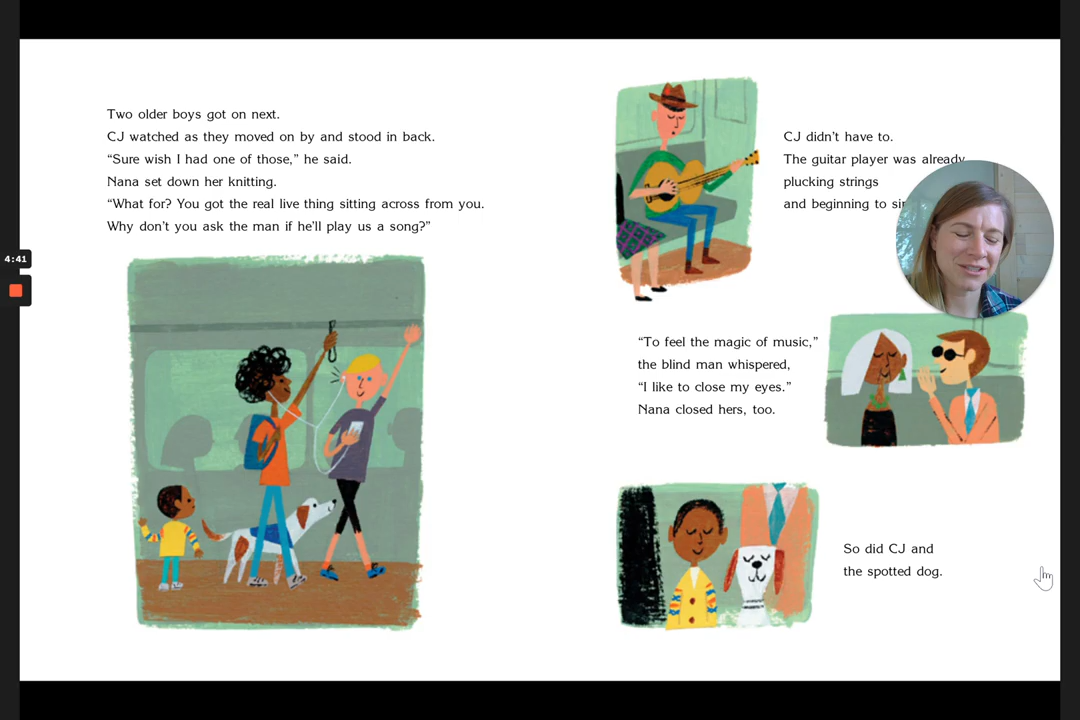 Two older boys got on next.
CJ watched as they moved on by and stood in back.
“Sure wish I had one of those,” he said.
Nana set down her knitting.
“What for? You got the real live thing sitting across from you.
Why don’t you ask the man if he’ll play us a song?”
4:41
CJ didn’t have to.
The guitar player was already
plucking strings
and beginning to
“To feel the magic of music,”
the blind man whispered,
“I like to close my eyes.”
Nana closed hers, too.
So did CJ and
the spotted dog.